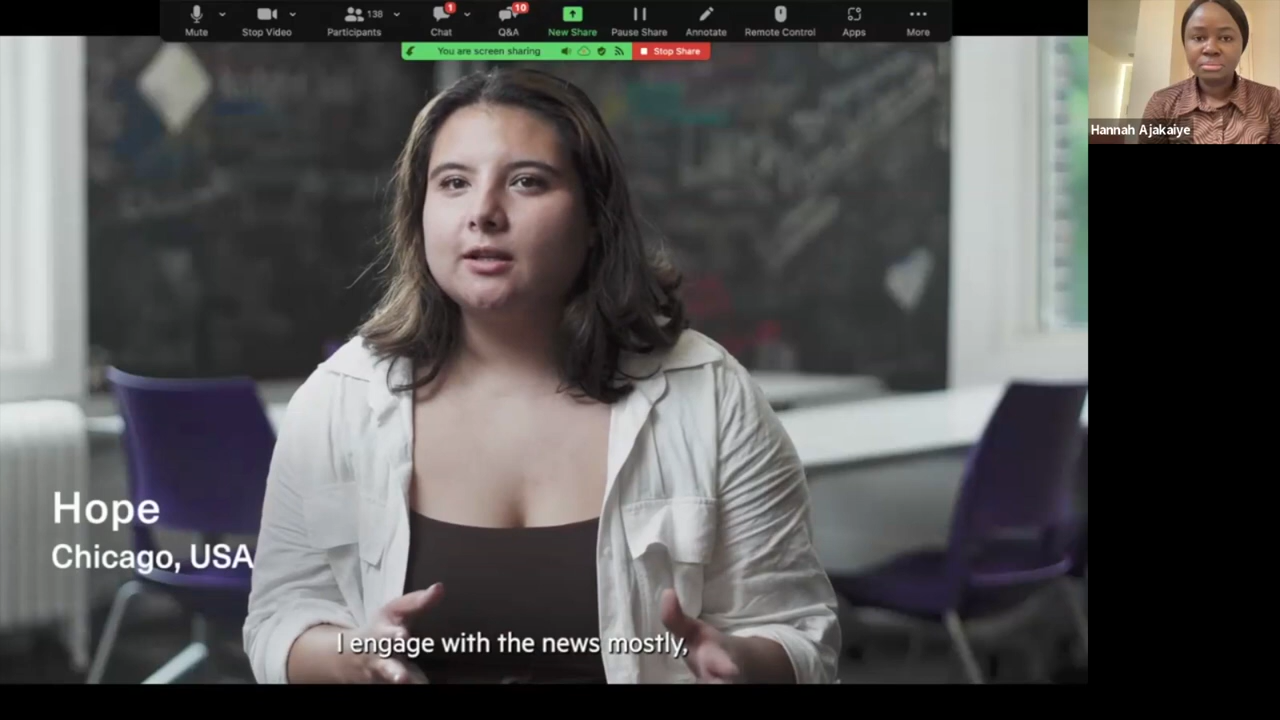 138
1
10
Mute
Stop Video
Participants
Chat
Q&A
New Share
Pause Share
Annotate
Remote Control
Apps
More
You are screen sharing
Stop Share
Hannah Ajakaiye
Hope
Chicago, USA
I engage with the news mostly,